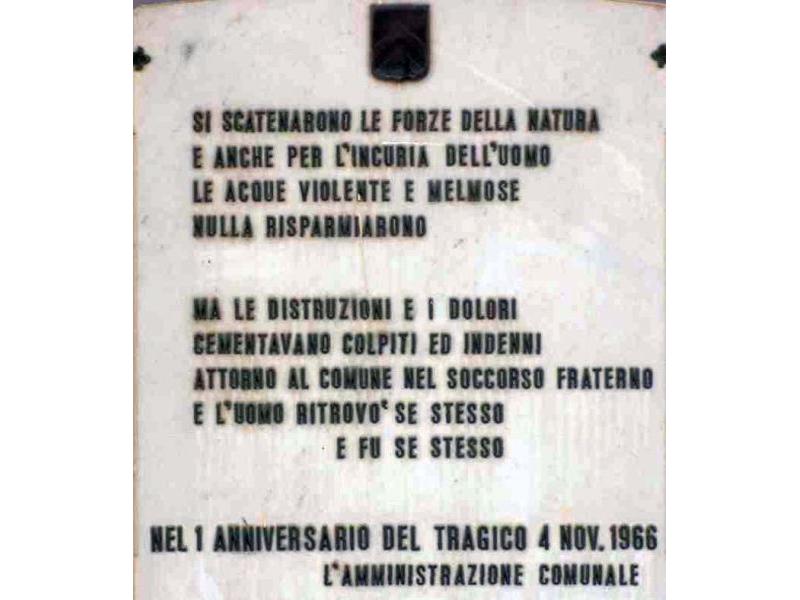 SI SCATENARONO LE FORZE DELLA NATURA
E ANCHE PER L'INCURIA DELL'UOMO
LE ACQUE VIOLENTE E MELMOSE
NULLA RISPARMIARONO
MA LE DISTRUZIONI E i DOLORI
CEMENTAVANO COLPITI ED INDENNI
ATTORNO AL COMUNE NEL SOCCORSO FRATERNO
E L'UOMO RITROVO' SE STESSO
E FU SE STESSO
NEL 1 ANNIVERSARIO DEL TRAGICO 4 NOV. 1966
L'AMMINISTRAZIONE COMUNALE